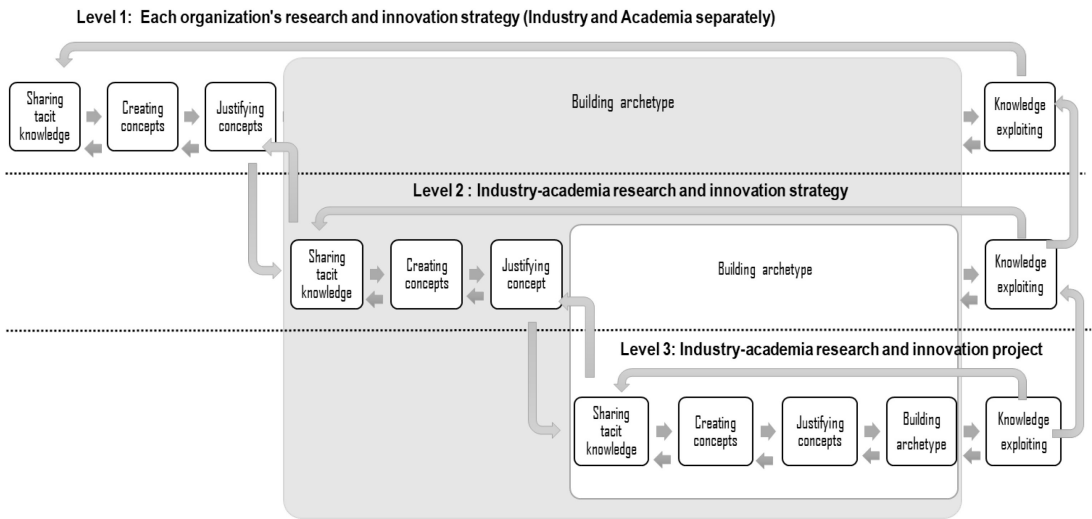 Level 1: Each organization's research and innovation strategy (Industry and Academia separately)
Sharing
tacit
knowledge
Creating
concepts
Justifying
concepts
Building archetype
Knowledge
exploiting
Level 2 : Industry-academia research and innovation strategy
Sharing
tacit
knowledge
Creating
concepts
Justifying
concept
Building archetype
Knowledge
exploiting
Level 3: Industry-academia research and innovation project
Sharing
tacit
knowledge
Creating
concepts
Justifying
concepts
Building
archetype
Knowledge
exploiting